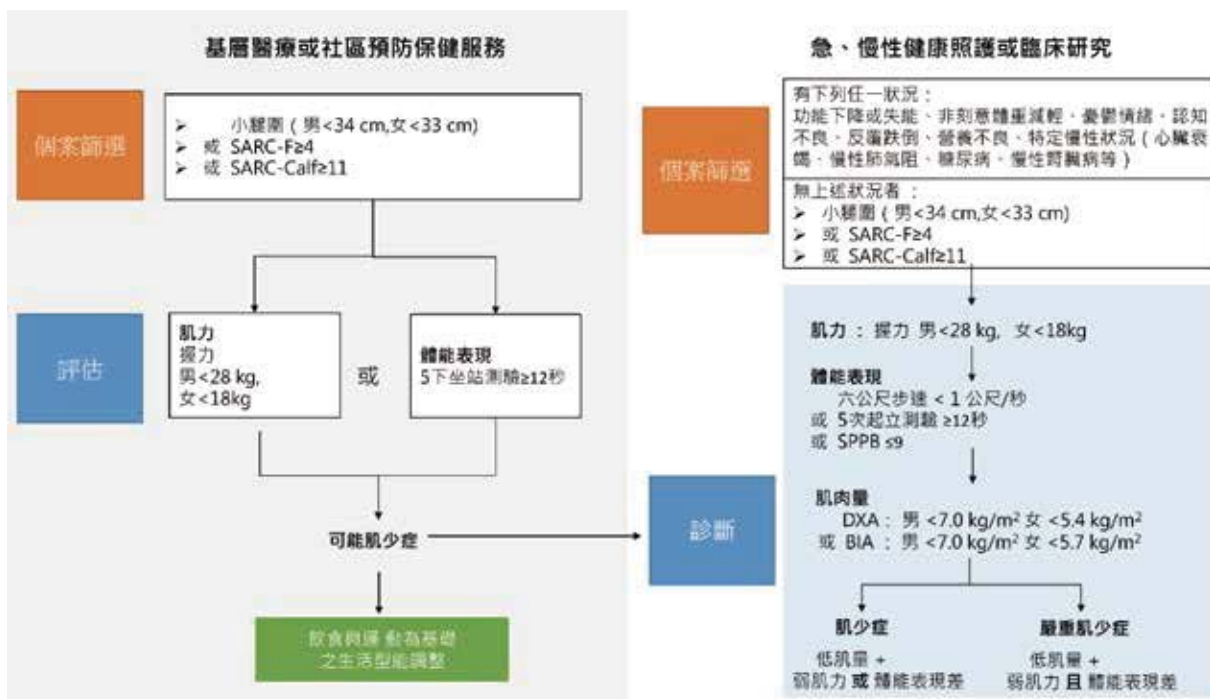 基層醫療或社區預防保健服務
個案篩選
➤ 小腿圍 ( 男<34 cm,女<33 cm)
➤ 或 SARC-F≥4
➤ 或 SARC-Calf≥11
評估
肌力
握力
男<28 kg,
女<18kg
或
體能表現
5下坐站測驗≥12秒
可能肌少症
飲食與運動為基礎
之生活型能調整
急、慢性健康照護或臨床研究
個案篩選
有下列任一狀況：
功能下降或失能、非刻意體重減輕、憂鬱情緒、認知
不良、反覆跌倒、營養不良、特定慢性狀況 ( 心臟衰
竭、慢性肺氣阻、糖尿病、慢性腎臟病等 )
無上述狀況者：
➤ 小腿圍 ( 男<34 cm,女<33 cm)
➤ 或 SARC-F≥4
➤ 或 SARC-Calf≥11
診斷
肌力 ： 握力 男<28 kg, 女<18kg
體能表現
六公尺步速 < 1 公尺/秒
或 5次起立測驗 ≥12秒
或 SPPB ≤9
肌肉量
DXA : 男 <7.0 kg/m² 女 <5.4 kg/m²
或 BIA : 男 <7.0 kg/m² 女 <5.7 kg/m²
肌少症
低肌量 +
弱肌力 或 體能表現差
嚴重肌少症
低肌量 +
弱肌力 且 體能表現差